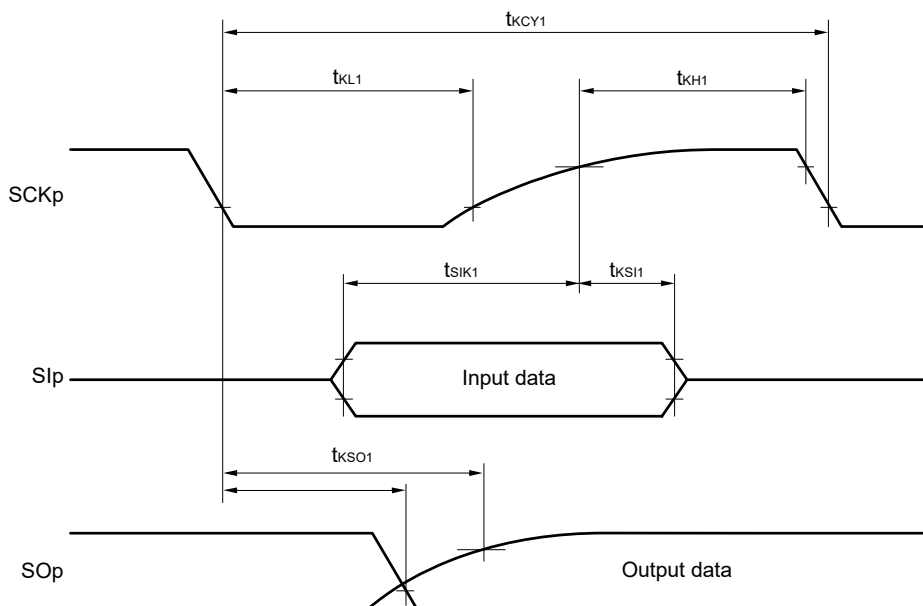 tKCY1
tKL1
tKH1
SCKp
tSIK1
tKSI1
SIp
Input data
tKSO1
SOp
Output data